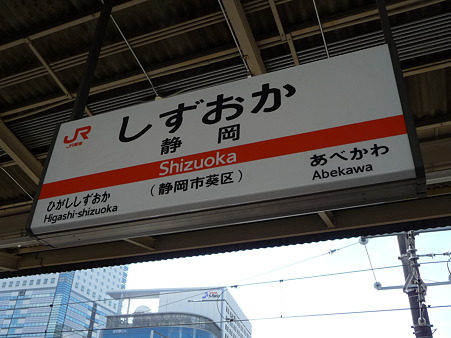 JR
しずおか
静岡
Shizuoka
(静岡市葵区)
ひがししずおか
Higashi-shizuoka
あべかわ
Abekawa